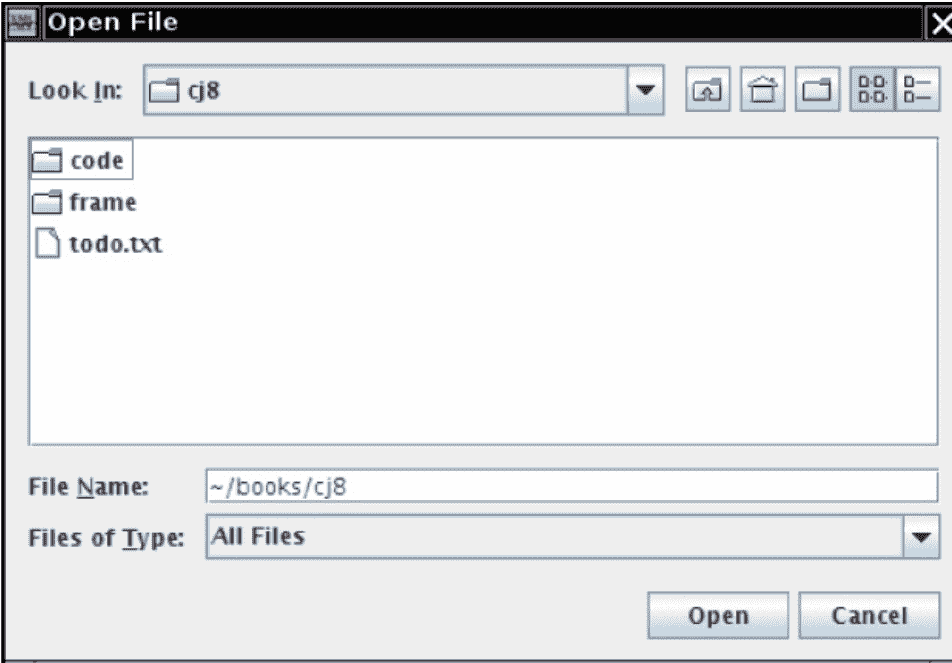 Open File
Look In: cj8
code
frame
todo.txt
File Name: ~/books/cj8
Files of Type: All Files
Open Cancel